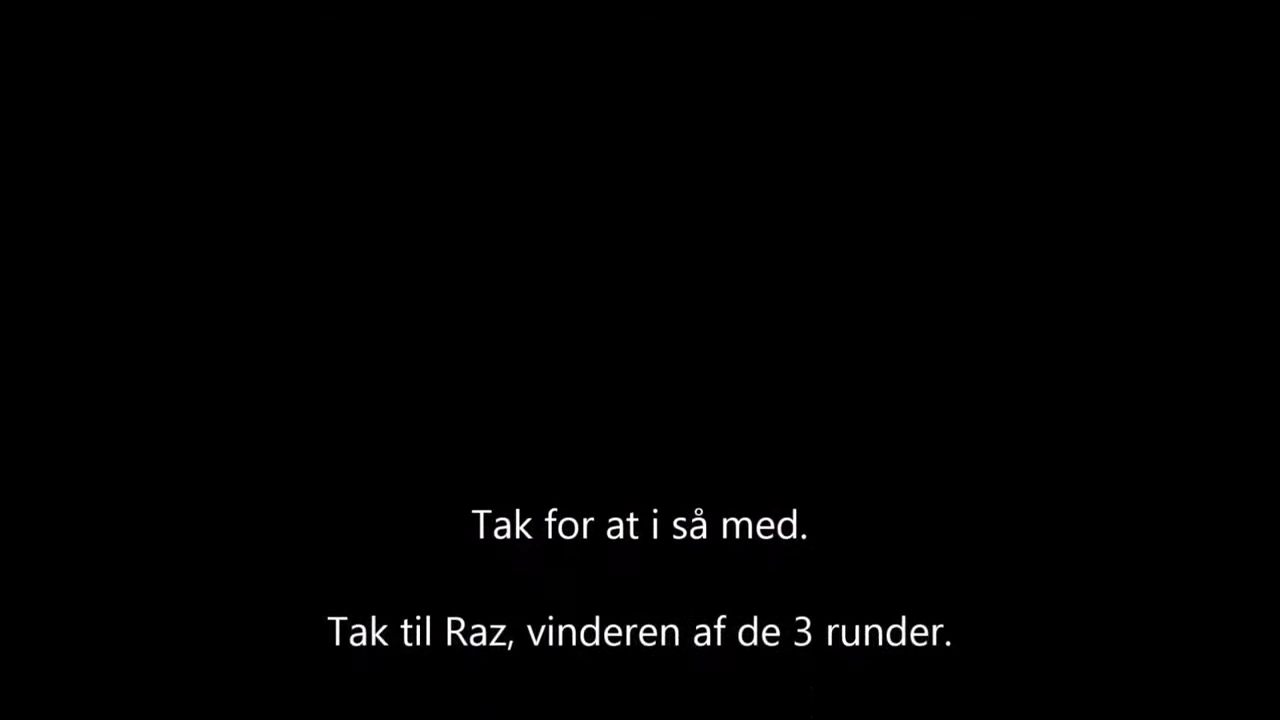 Tak for at i så med.
Tak til Raz, vinderen af de 3 runder.